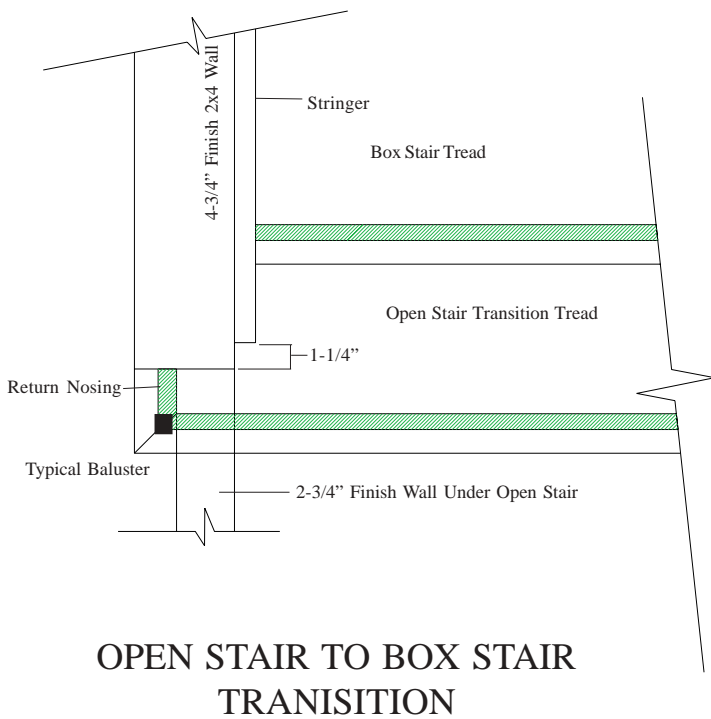 4-3/4” Finish 2x4 Wall
Stringer
Box Stair Tread
Open Stair Transition Tread
1-1/4”
Return Nosing
Typical Baluster
2-3/4” Finish Wall Under Open Stair
OPEN STAIR TO BOX STAIR
TRANISITION